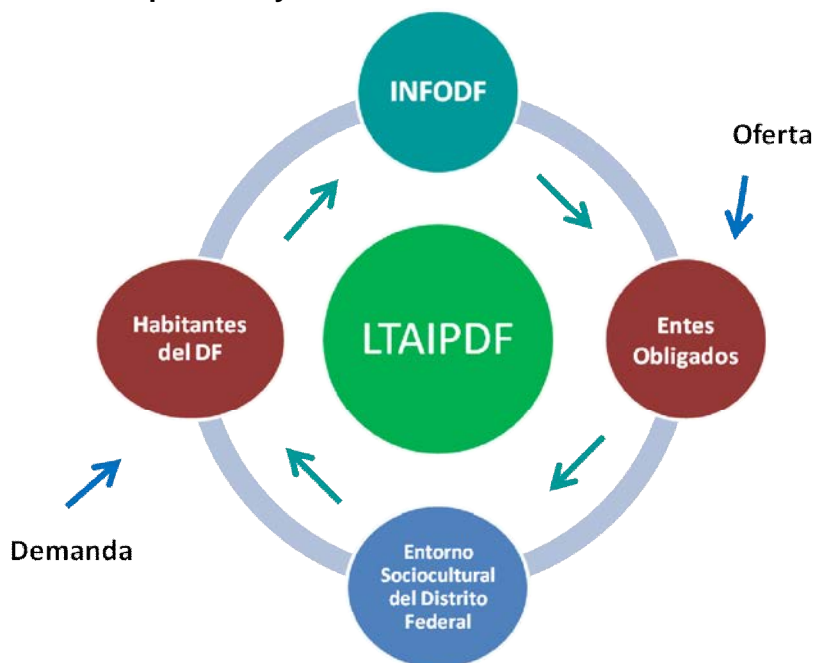 INFODF
Oferta
Habitantes
del DF
LTAIPDF
Entes
Obligados
Demanda
Entorno
Sociocultural
del Distrito
Federal